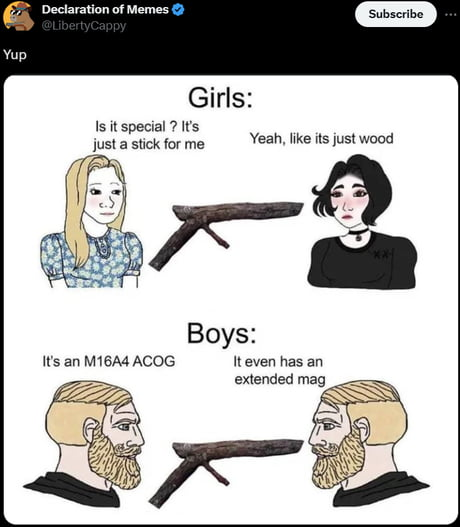 Declaration of Memes
@LibertyCappy
Subscribe
Yup
Girls:
Is it special ? It's
just a stick for me
Yeah, like its just wood
Boys:
It's an M16A4 ACOG
It even has an
extended mag